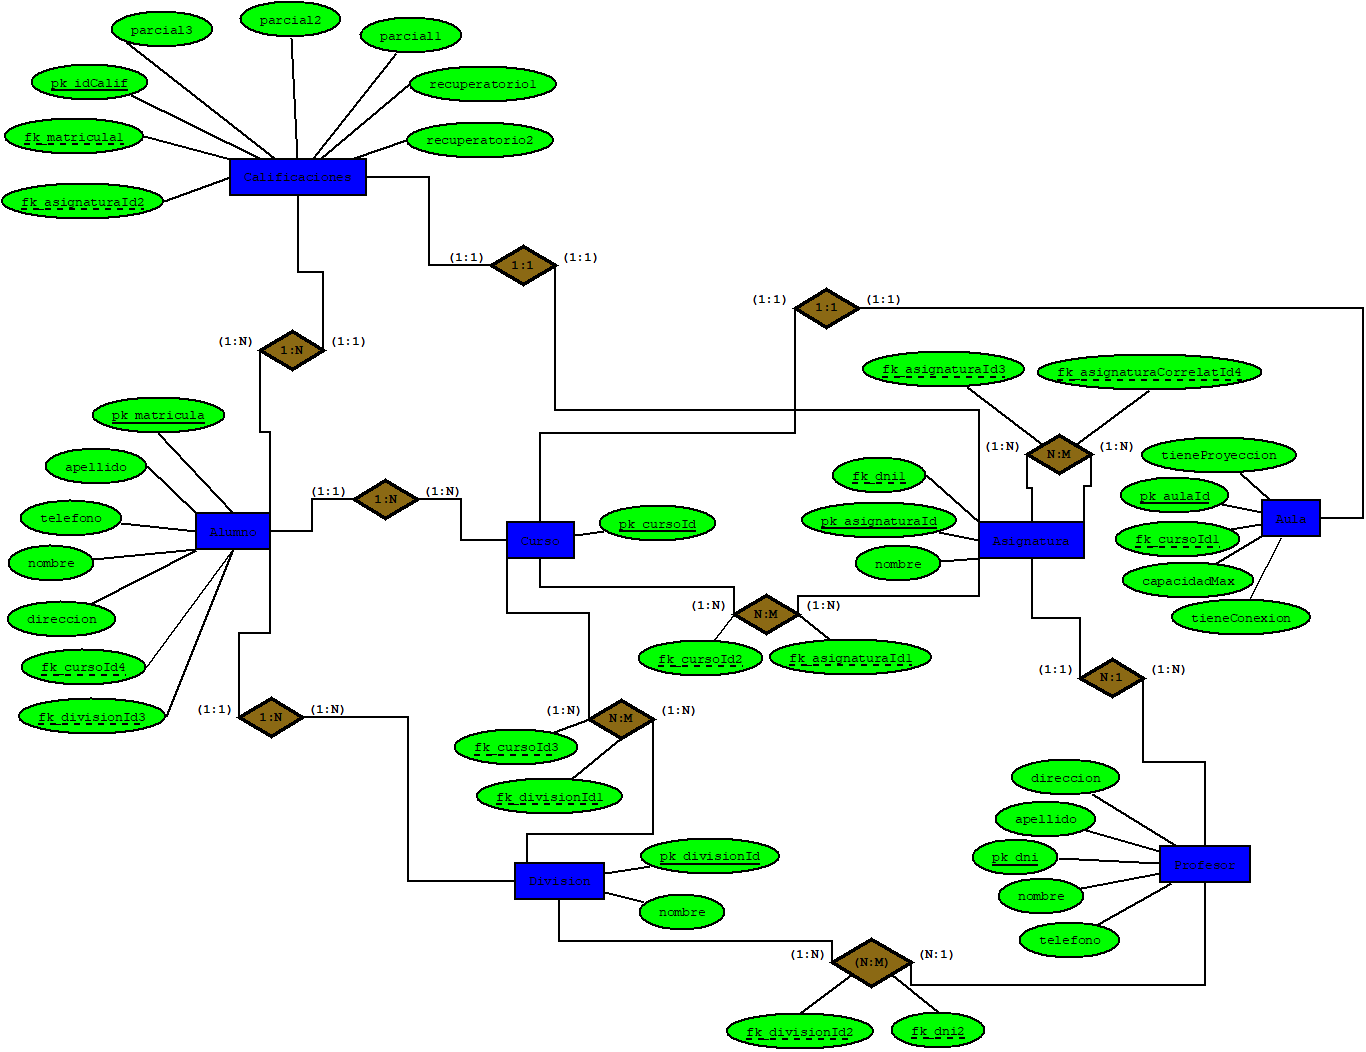 parcial3
parcial2
parcial1
pk_idCalif
recuperatorio1
fk_matricula1
recuperatorio2
Calificaciones
fk_asignaturaId2
(1:1)
1:1
(1:1)
(1:1)
1:1
(1:1)
(1:N)
1:N
(1:1)
fk_asignaturaId3
fk_asignaturaCorrelatId4
pk_matricula
(1:N)
N:M
(1:N)
tieneProyeccion
apellido
fk_dni1
pk_aulaId
(1:1)
1:N
(1:N)
telefono
pk_cursoId
pk_asignaturaId
Aula
Alumno
Curso
Asignatura
fk_cursoId1
nombre
nombre
capacidadMax
direccion
(1:N)
N:M
(1:N)
tieneConexion
fk_cursoId4
fk_cursoId2
fk_asignaturaId1
(1:1)
N:1
(1:N)
fk_divisionId3
(1:1)
1:N
(1:N)
(1:N)
N:M
(1:N)
fk_cursoId3
direccion
fk_divisionId1
apellido
pk_divisionId
pk_dni
Profesor
Division
nombre
nombre
telefono
(1:N)
(N:M)
(N:1)
fk_divisionId2
fk_dni2